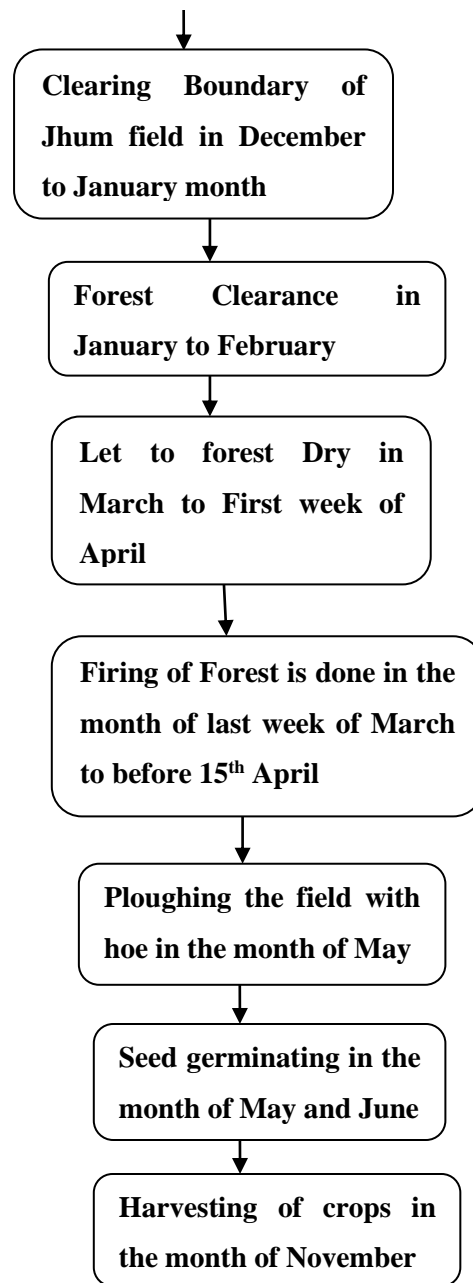 Clearing Boundary of
Jhum field in December
to January month
Forest Clearance in
January to February
Let to forest Dry in
March to First week of
April
Firing of Forest is done in the
month of last week of March
to before 15th April
Ploughing the field with
hoe in the month of May
Seed germinating in the
month of May and June
Harvesting of crops in
the month of November